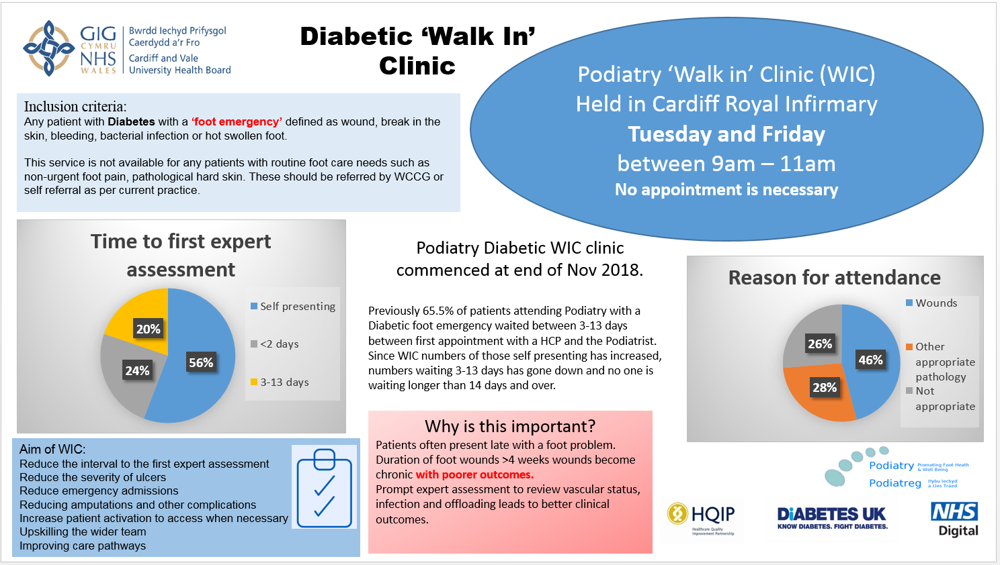 GIG
CYMRU
NHS
WALES
Bwrdd Iechyd Prifysgol
Caerdydd a'r Fro
Cardiff and Vale
University Health Board
Diabetic ‘Walk In’
Clinic
Podiatry ‘Walk in’ Clinic (WIC)
Held in Cardiff Royal Infirmary
Tuesday and Friday
between 9am – 11am
No appointment is necessary
Inclusion criteria:
Any patient with Diabetes with a ‘foot emergency’ defined as wound, break in the
skin, bleeding, bacterial infection or hot swollen foot.
This service is not available for any patients with routine foot care needs such as
non-urgent foot pain, pathological hard skin. These should be referred by WCCG or
self referral as per current practice.
Time to first expert
assessment
20%
24%
56%
Self presenting
<2 days
3-13 days
Podiatry Diabetic WIC clinic
commenced at end of Nov 2018.
Previously 65.5% of patients attending Podiatry with a
Diabetic foot emergency waited between 3-13 days
between first appointment with a HCP and the Podiatrist.
Since WIC numbers of those self presenting has increased,
numbers waiting 3-13 days has gone down and no one is
waiting longer than 14 days and over.
Reason for attendance
26%
46%
28%
Wounds
Other
appropriate
pathology
Not
appropriate
Aim of WIC:
Reduce the interval to the first expert assessment
Reduce the severity of ulcers
Reduce emergency admissions
Reducing amputations and other complications
Increase patient activation to access when necessary
Upskilling the wider team
Improving care pathways
Why is this important?
Patients often present late with a foot problem.
Duration of foot wounds >4 weeks wounds become
chronic with poorer outcomes.
Prompt expert assessment to review vascular status,
infection and offloading leads to better clinical
outcomes.
Podiatry Promoting Foot Heath
& Well Being
Podiatreg Hybu Iechyd
a Lles Traed
HQIP
Healthcare Quality
Improvement Partnership
DiABETES UK
KNOW DIABETES. FIGHT DIABETES.
NHS
Digital